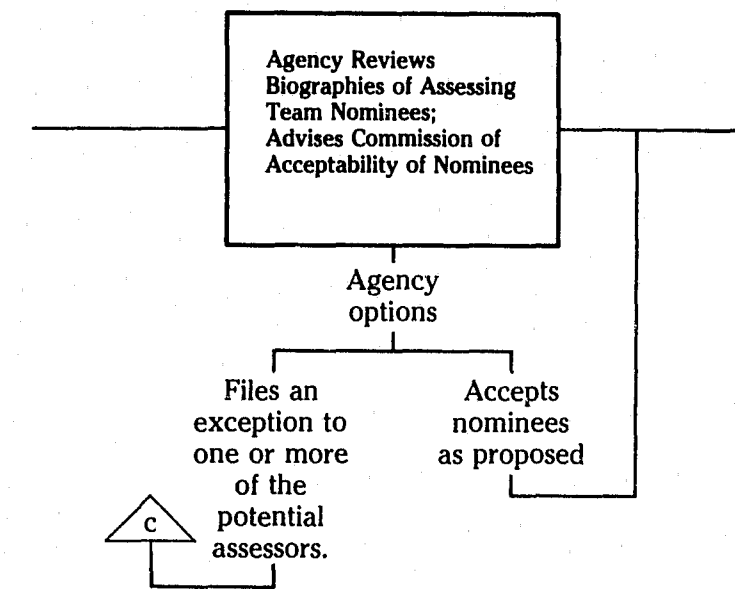 Agency Reviews
Biographies of Assessing
Team Nominees;
Advises Commission of
Acceptability of Nominees
Agency
options
Files an
exception to
one or more
of the
potential
assessors.
Accepts
nominees
as proposed
C